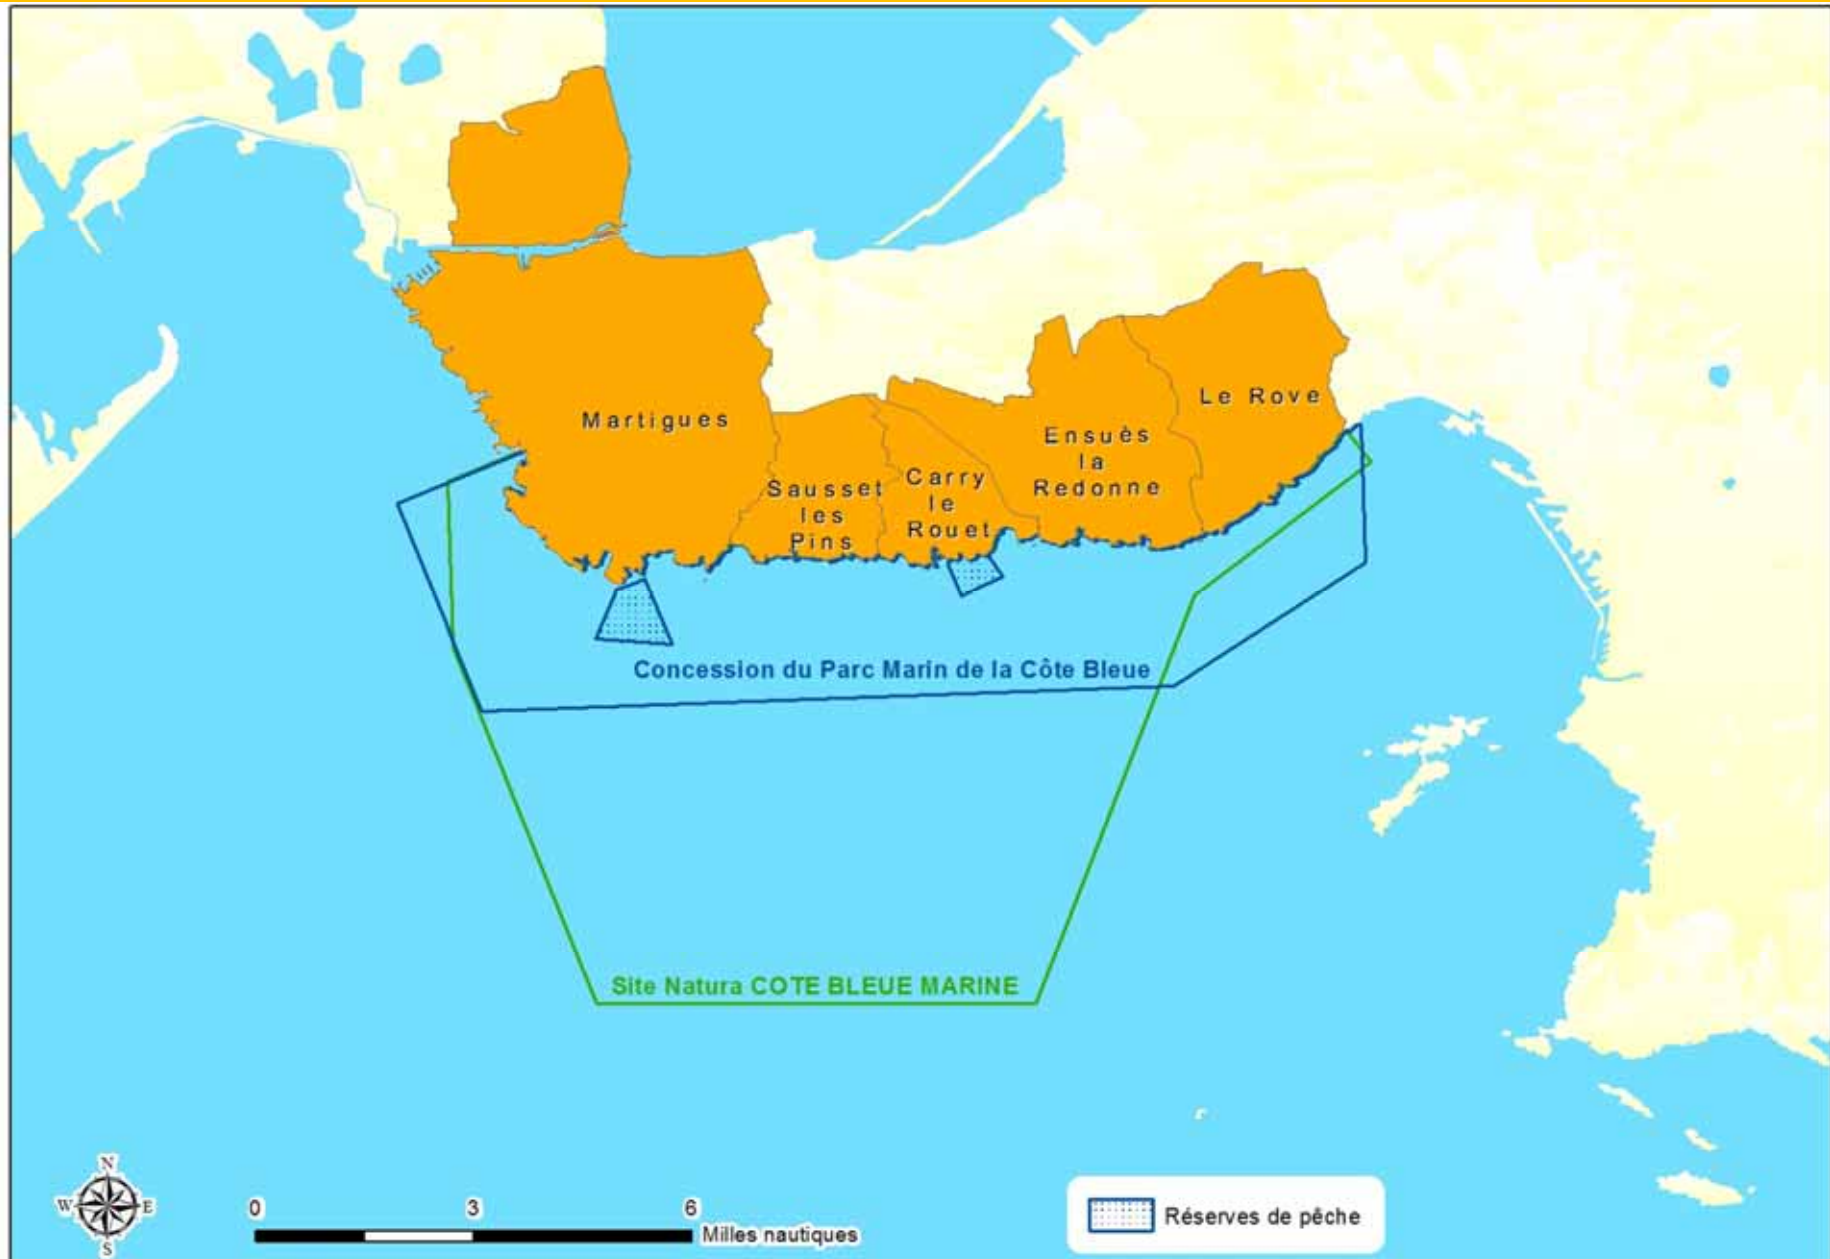 Martigues
Sausset
les
Pins
Carry
le
Rouet
Ensuès
la
Redonne
Le Rove
Concession du Parc Marin de la Côte Bleue
Site Natura COTE BLEUE MARINE
N
W E
S
0 3 6
Milles nautiques
Réserves de pêche